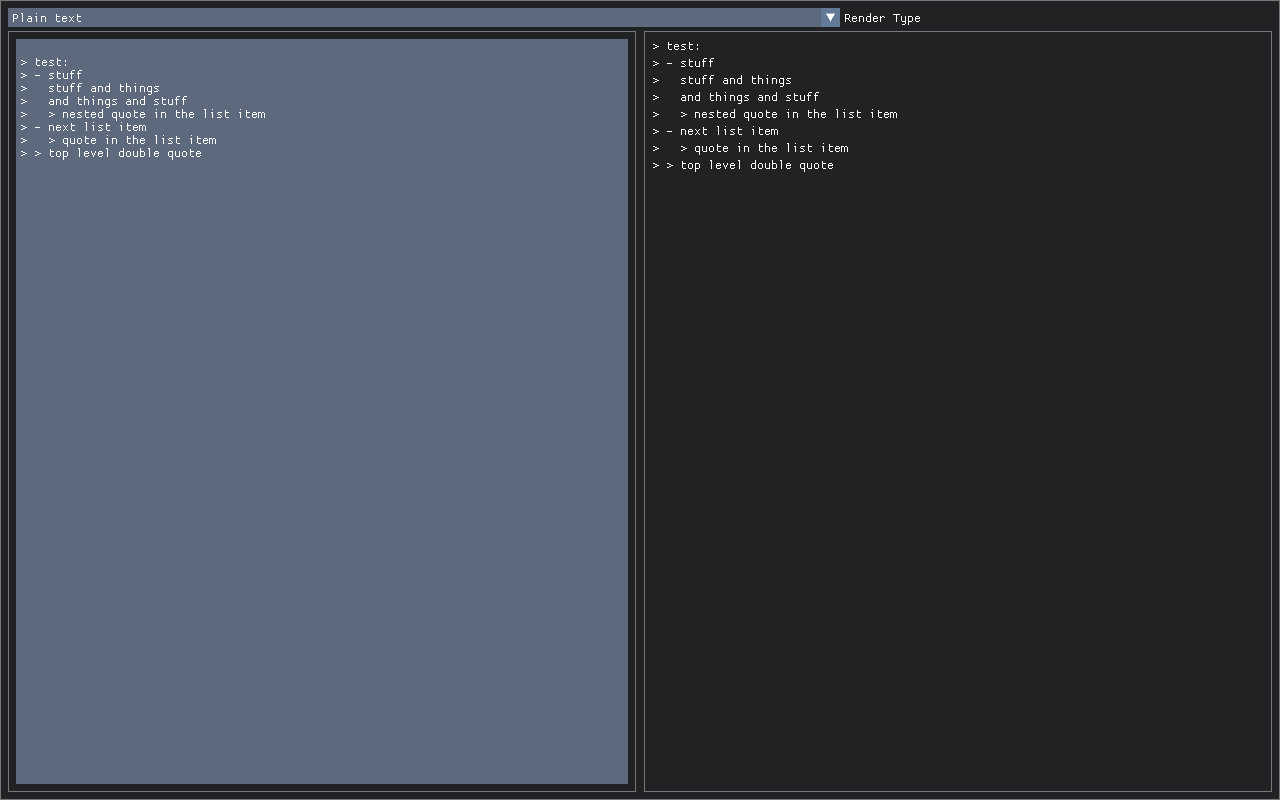 Plain text
Render Type
> test:
> - stuff
>   stuff and things
>   and things and stuff
>   > nested quote in the list item
> - next list item
>   > quote in the list item
> > top level double quote
> test:
> - stuff
>   stuff and things
>   and things and stuff
>   > nested quote in the list item
> - next list item
>   > quote in the list item
> > top level double quote